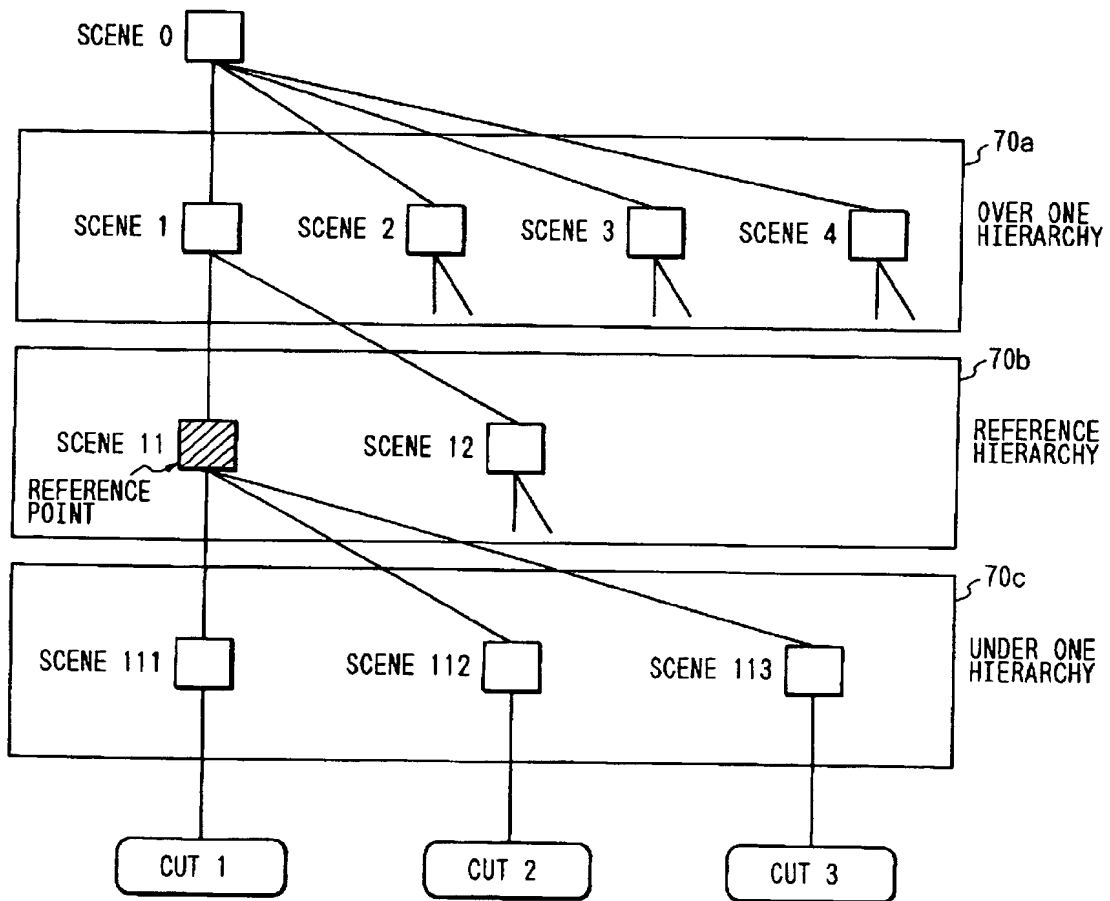 SCENE 0
70a
SCENE 1
SCENE 2
SCENE 3
SCENE 4
OVER ONE
HIERARCHY
70b
SCENE 11
SCENE 12
REFERENCE
HIERARCHY
REFERENCE
POINT
70c
SCENE 111
SCENE 112
SCENE 113
UNDER ONE
HIERARCHY
CUT 1
CUT 2
CUT 3